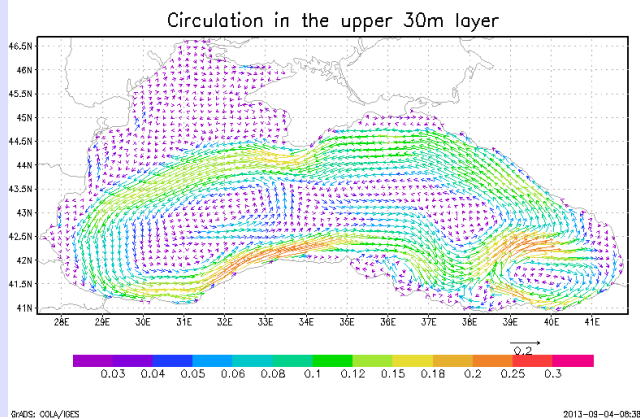 Circulation in the upper 30m layer
46.5N
46N
45.5N
45N
44.5N
44N
43.5N
43N
42.5N
42N
41.5N
41N
28E 29E 30E 31E 32E 33E 34E 35E 36E 37E 38E 39E 40E 41E
0.2
0.03 0.04 0.05 0.06 0.08 0.1 0.12 0.15 0.18 0.2 0.25 0.3
GrADS: COLA/IGES 2013-09-04-08:38